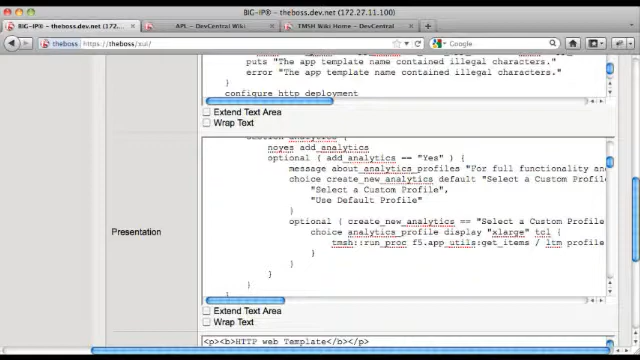 BIG-IP® – theboss.dev.net (172.27.11.100)
BIG-IP® – theboss.dev.net (17...
APL – DevCentral Wiki
TMSH Wiki Home – DevCentral
theboss
https://theboss/xui/
Google
puts "The app template name contained illegal characters."
error "The app template name contained illegal characters."
}
configure_http_deployment
Extend Text Area
Wrap Text
Presentation
noyes add_analytics
optional ( add_analytics == "Yes" ) {
message about_analytics_profiles "For full functionality an
choice create_new_analytics default "Select a Custom Profile
"Select a Custom Profile",
"Use Default Profile"
}
optional ( create_new_analytics == "Select a Custom Profile
choice analytics_profile display "xlarge" tcl {
tmsh::run_proc f5.app_utils:get_items / ltm profile
}
}
}
}
Extend Text Area
Wrap Text
<p><b>HTTP web Template</b></p>